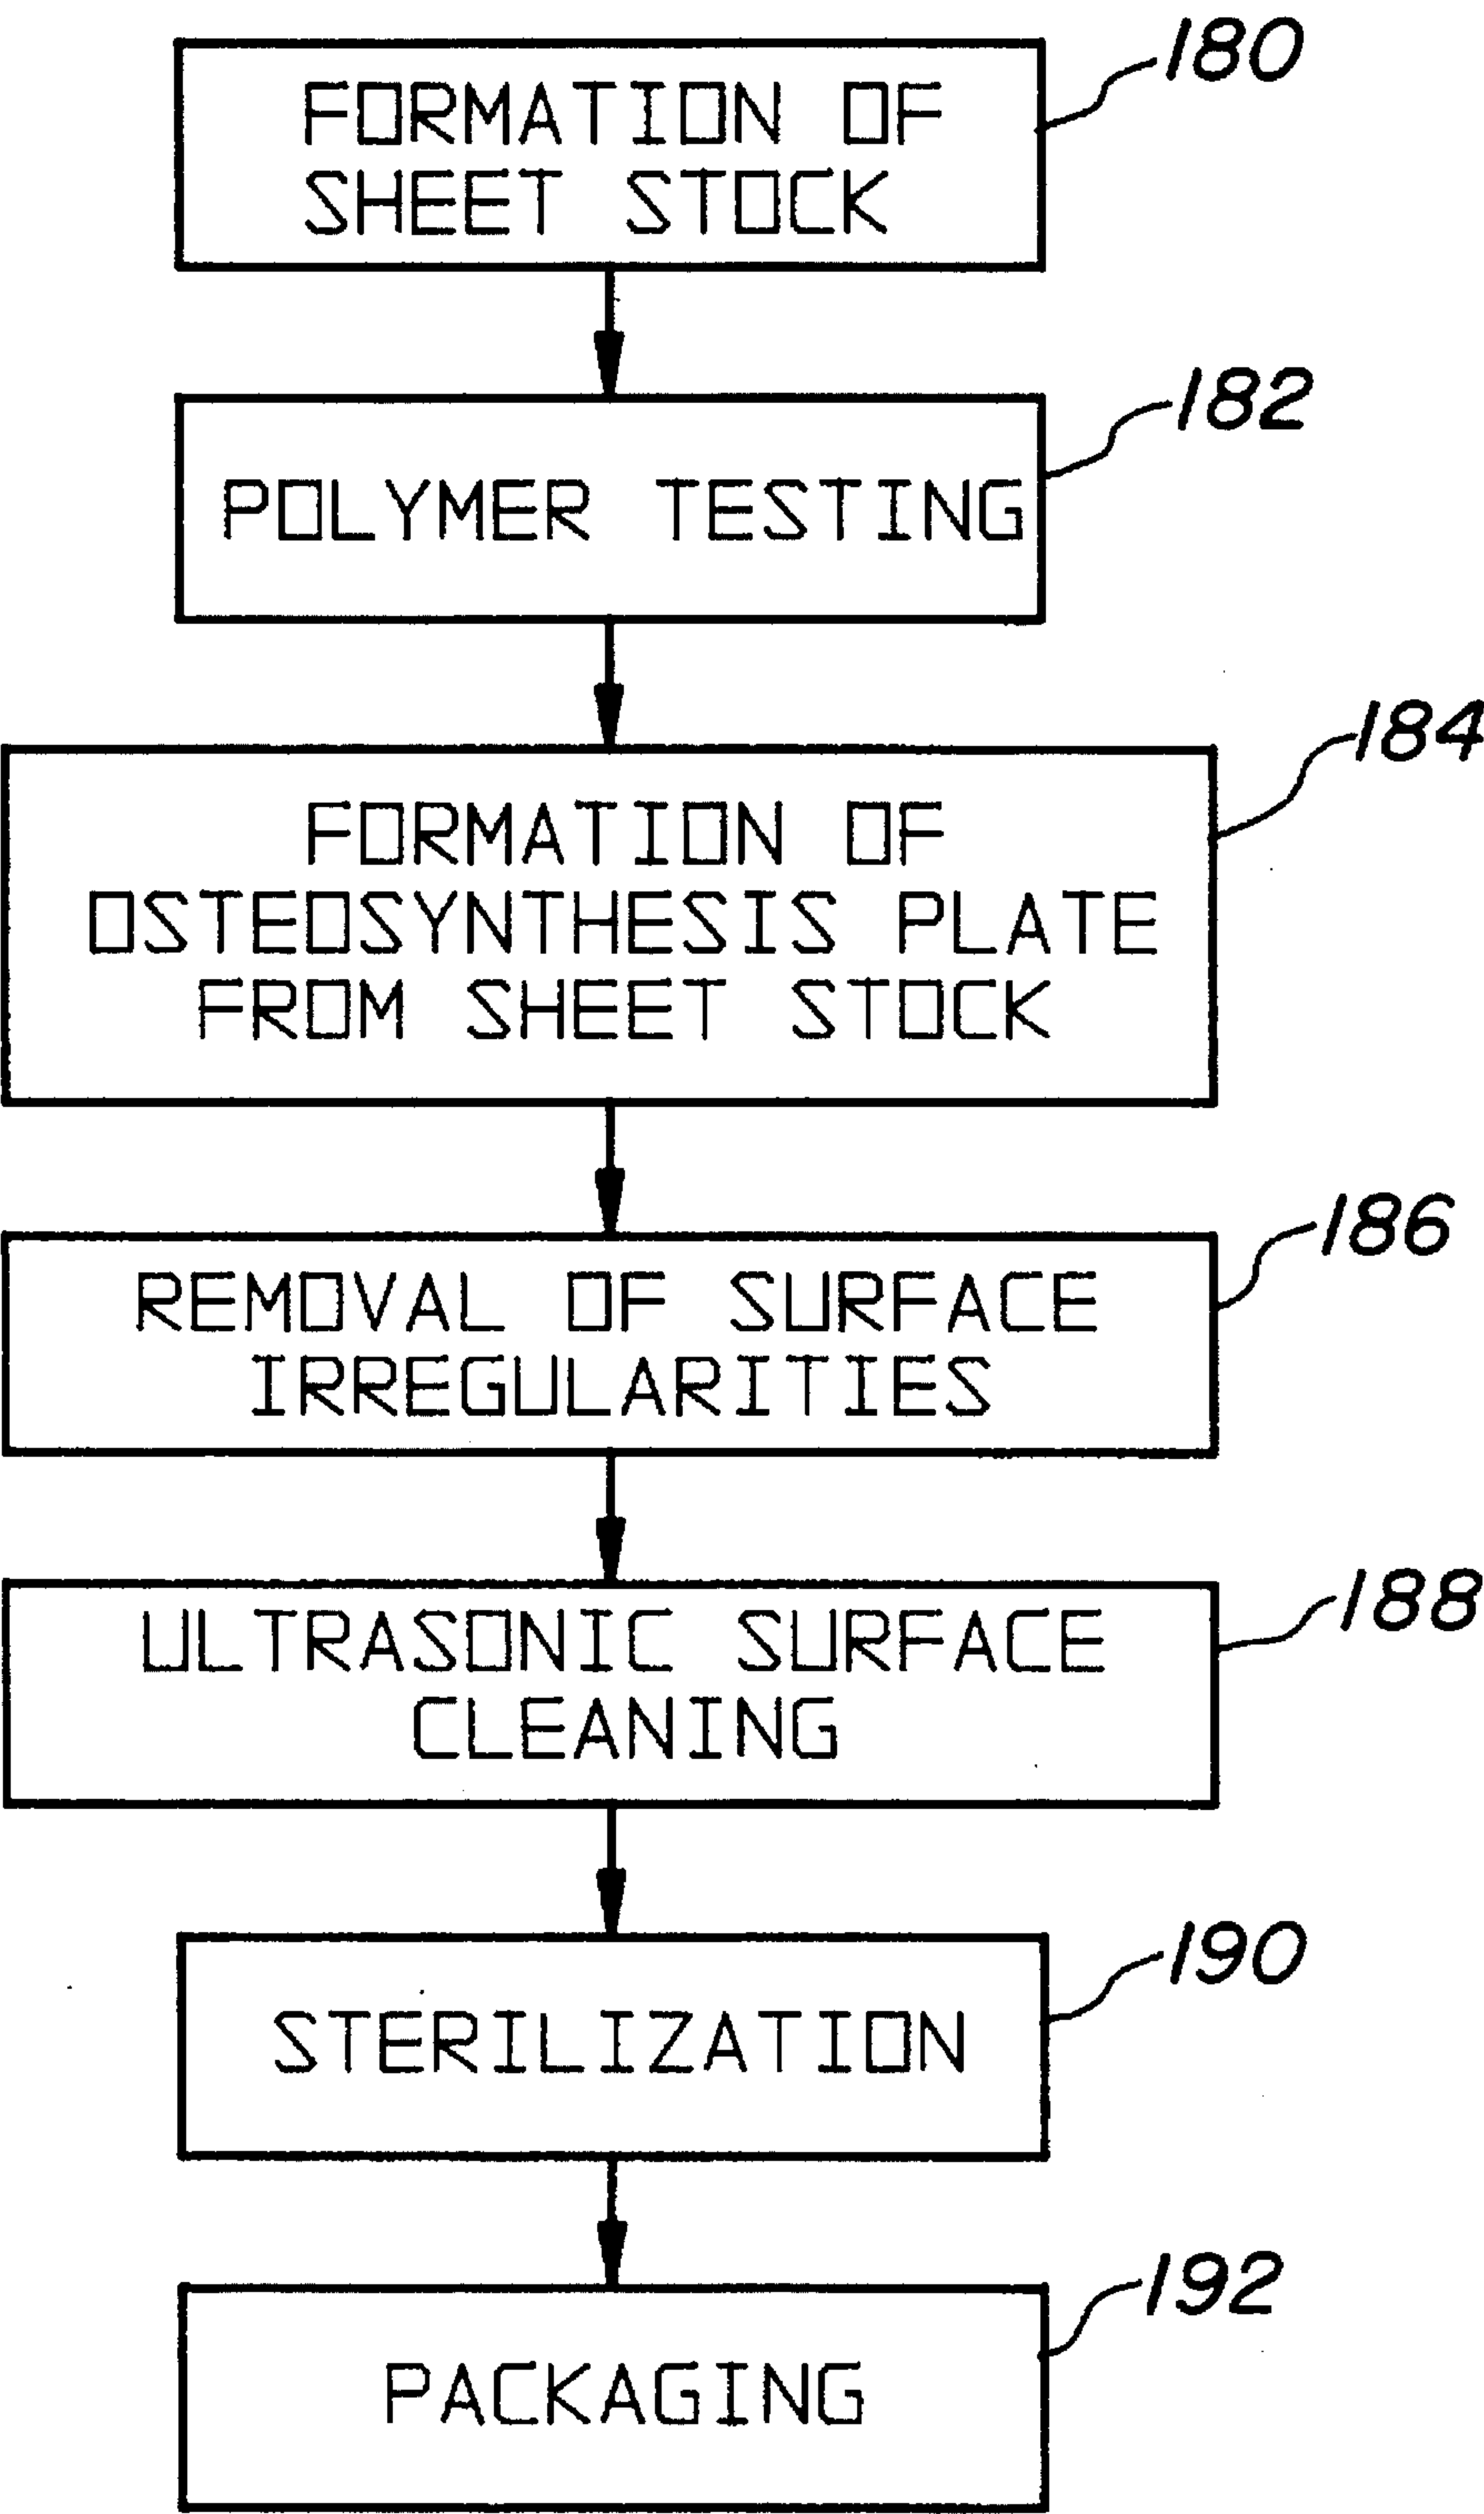 180
FORMATION OF
SHEET STOCK
182
POLYMER TESTING
184
FORMATION OF
OSTEOSYNTHESIS PLATE
FROM SHEET STOCK
186
REMOVAL OF SURFACE
IRREGULARITIES
188
ULTRASONIC SURFACE
CLEANING
190
STERILIZATION
192
PACKAGING